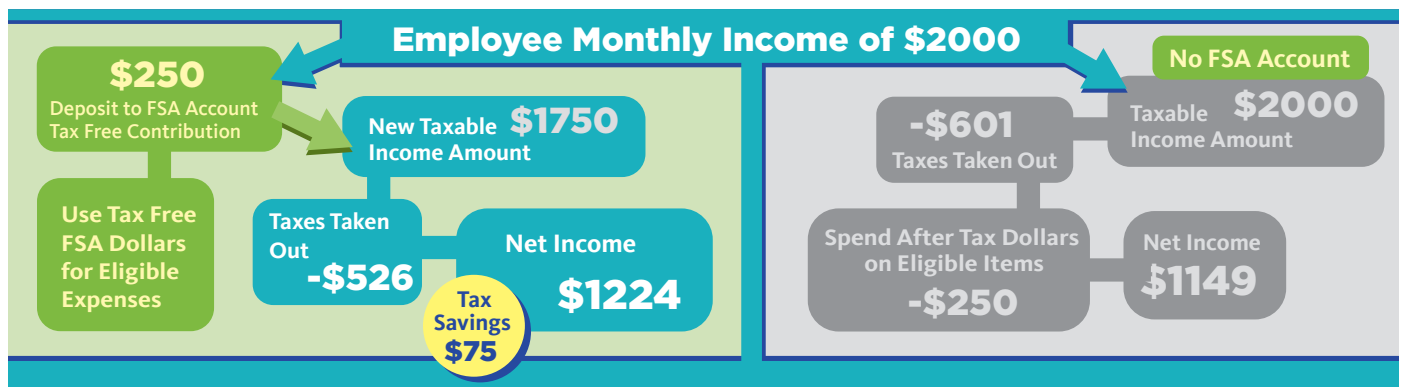 Employee Monthly Income of $2000
$250
Deposit to FSA Account
Tax Free Contribution
New Taxable $1750
Income Amount
Use Tax Free
FSA Dollars
for Eligible
Expenses
Taxes Taken
Out
-$526
Net Income
$1224
Tax
Savings
$75
No FSA Account
Taxable $2000
Income Amount
-$601
Taxes Taken Out
Spend After Tax Dollars
on Eligible Items
-$250
Net Income
$1149